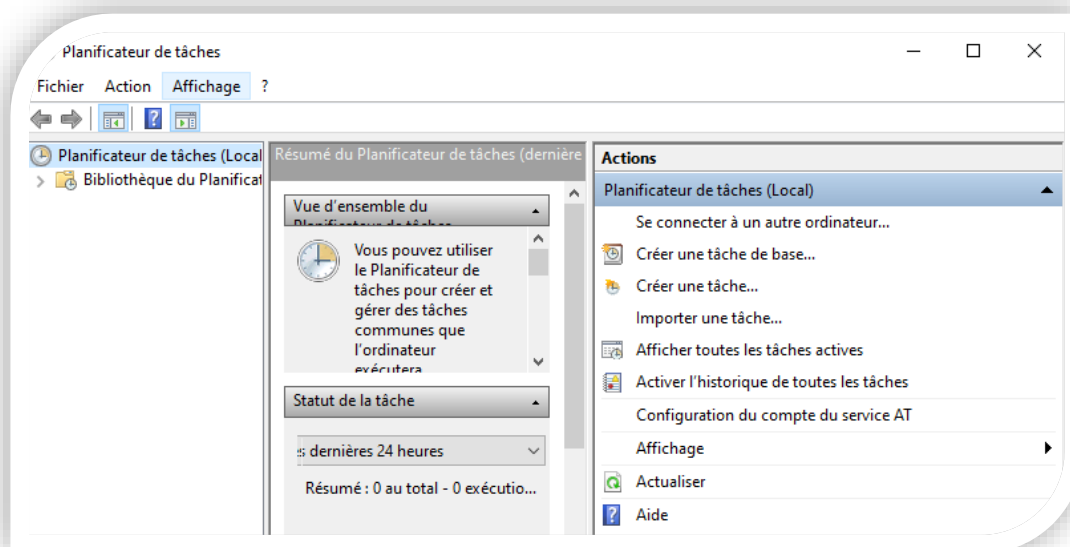 Planificateur de tâches
Fichier Action Affichage ?
Planificateur de tâches (Local
Bibliothèque du Planificat
Résumé du Planificateur de tâches (dernière
Vue d'ensemble du
Planificateur de tâches
Vous pouvez utiliser
le Planificateur de
tâches pour créer et
gérer des tâches
communes que
l'ordinateur
exécutera
Statut de la tâche
dernières 24 heures
Résumé : 0 au total - 0 exécutio...
Actions
Planificateur de tâches (Local)
Se connecter à un autre ordinateur...
Créer une tâche de base...
Créer une tâche...
Importer une tâche...
Afficher toutes les tâches actives
Activer l'historique de toutes les tâches
Configuration du compte du service AT
Affichage
Actualiser
Aide